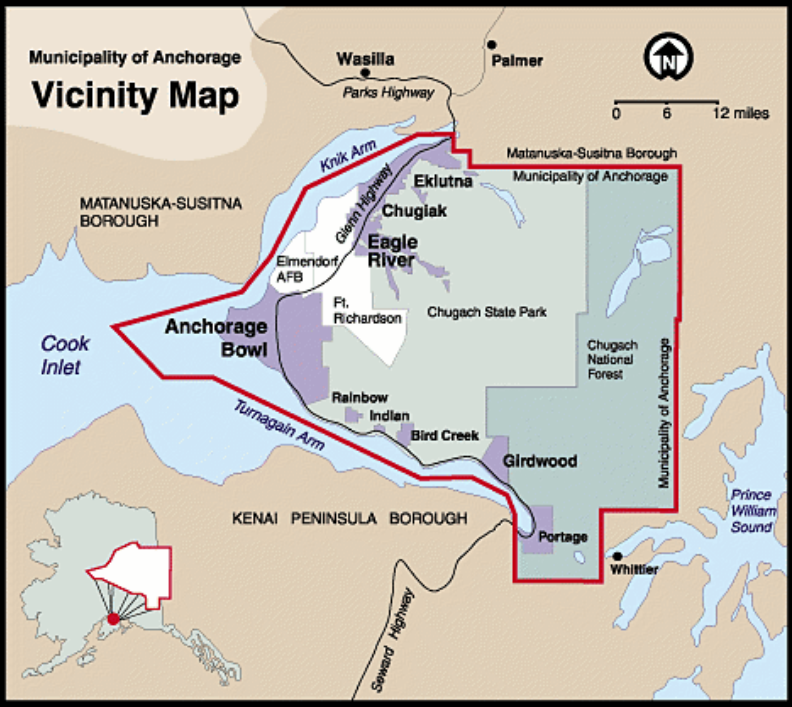 Municipality of Anchorage
Vicinity Map
Wasilla
Palmer
Parks Highway
N
0 6 12 miles
Knik Arm
Matanuska-Susitna Borough
Municipality of Anchorage
Eklutna
MATANUSKA-SUSITNA
BOROUGH
Glenn Highway
Chugiak
Eagle
River
Elmendorf
AFB
Ft.
Richardson
Chugach State Park
Anchorage
Bowl
Cook
Inlet
Chugach
National
Forest
Municipality of Anchorage
Rainbow
Indian
Bird Creek
Turnagain Arm
Girdwood
KENAI PENINSULA BOROUGH
Prince
William
Sound
Portage
Whittier
Seward Highway